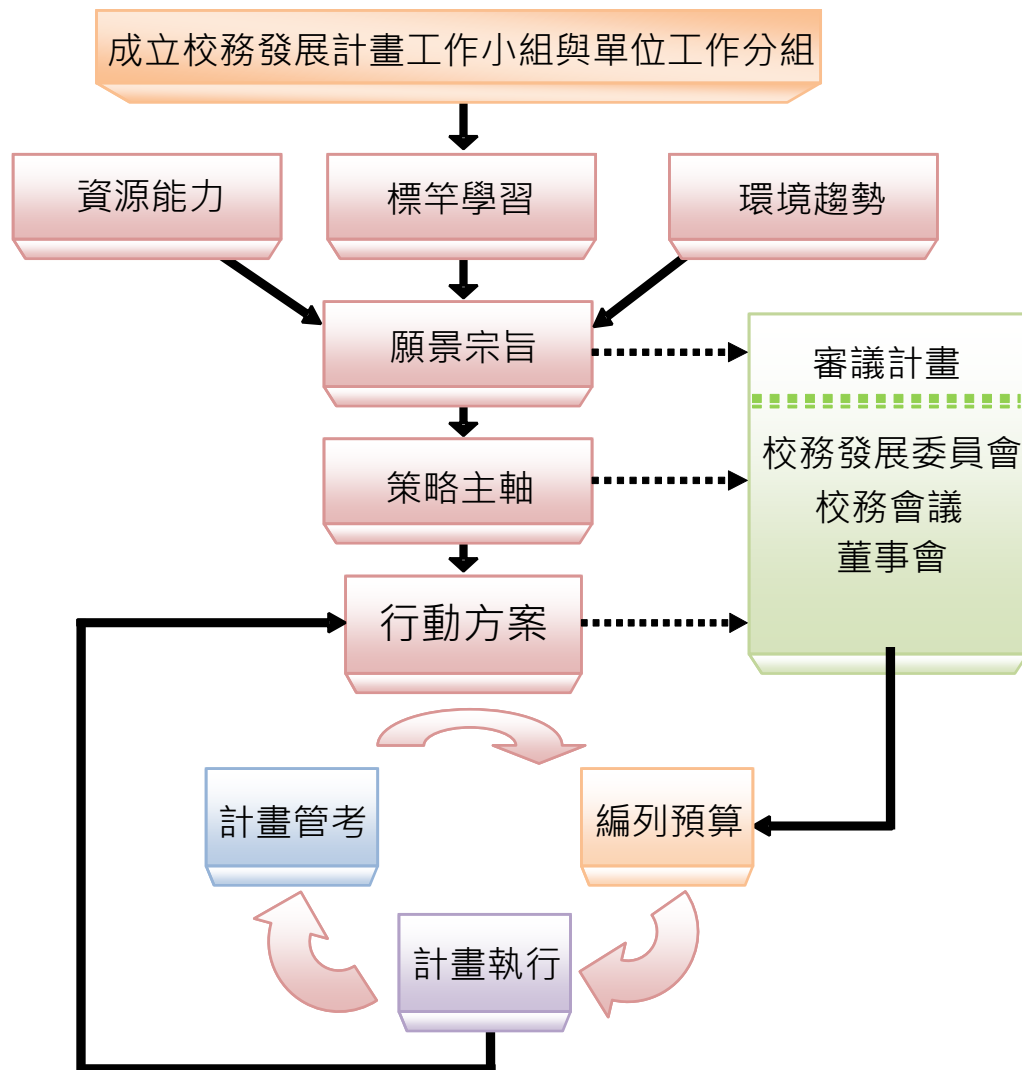 成立校務發展計畫工作小組與單位工作分組
資源能力
標竿學習
環境趨勢
願景宗旨
審議計畫
校務發展委員會
校務會議
董事會
策略主軸
行動方案
計畫管考
編列預算
計畫執行